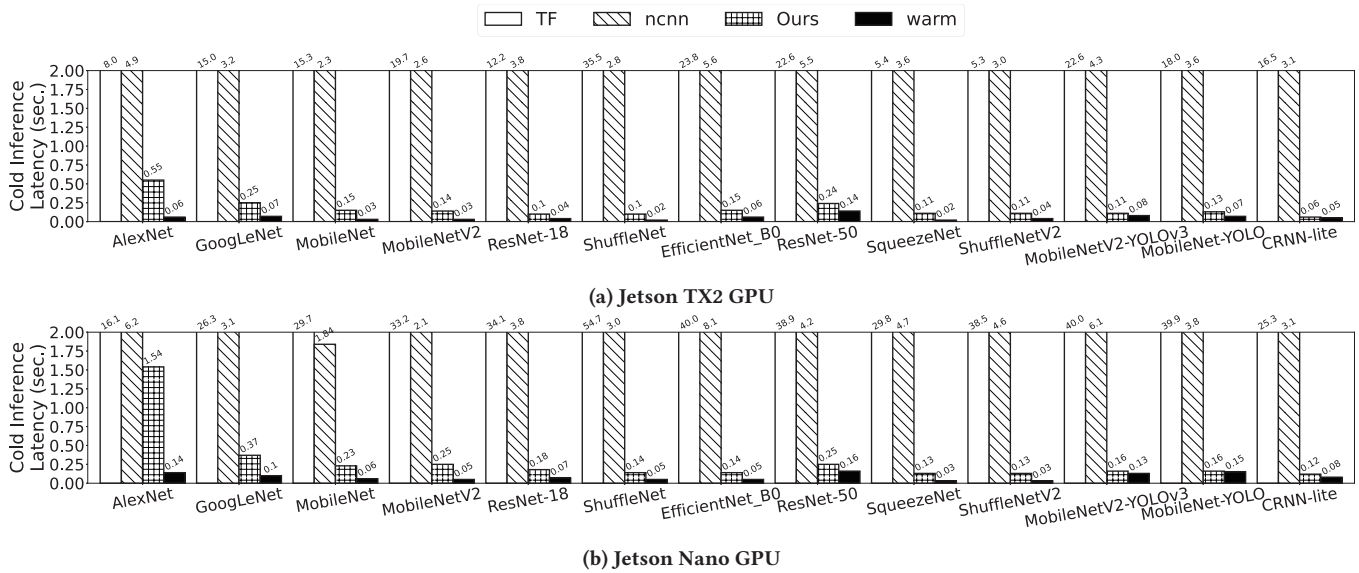 TF ncnn Ours warm
8.0 4.9 15.0 3.2 15.3 2.3 19.7 2.6 12.2 3.8 35.5 2.8 23.8 5.6 22.6 5.5 5.4 3.6 5.3 3.0 22.6 4.3 18.0 3.6 16.5 3.1
Cold Inference
Latency (sec.)
2.00
1.75
1.50
1.25
1.00
0.75
0.50
0.25
0.00
0.55 0.06 0.25 0.07 0.15 0.03 0.14 0.03 0.1 0.04 0.1 0.02 0.15 0.06 0.24 0.14 0.11 0.02 0.11 0.04 0.11 0.08 0.13 0.07 0.06 0.05
AlexNet GoogLeNet MobileNet MobileNetV2 ResNet-18 ShuffleNet EfficientNet_B0 ResNet-50 SqueezeNet ShuffleNetV2 MobileNetV2-YOLOv3 MobileNet-YOLO CRNN-lite
(a) Jetson TX2 GPU
16.1 6.2 26.3 3.1 29.7 1.84 33.2 2.1 34.1 3.8 54.7 3.0 40.0 8.1 38.9 4.2 29.8 4.7 38.5 4.6 40.0 6.1 39.9 3.8 25.3 3.1
Cold Inference
Latency (sec.)
2.00
1.75
1.50
1.25
1.00
0.75
0.50
0.25
0.00
1.54 0.14 0.37 0.1 0.23 0.06 0.25 0.05 0.18 0.07 0.14 0.05 0.14 0.05 0.25 0.16 0.13 0.03 0.13 0.03 0.16 0.13 0.16 0.15 0.12 0.08
AlexNet GoogLeNet MobileNet MobileNetV2 ResNet-18 ShuffleNet EfficientNet_B0 ResNet-50 SqueezeNet ShuffleNetV2 MobileNetV2-YOLOv3 MobileNet-YOLO CRNN-lite
(b) Jetson Nano GPU